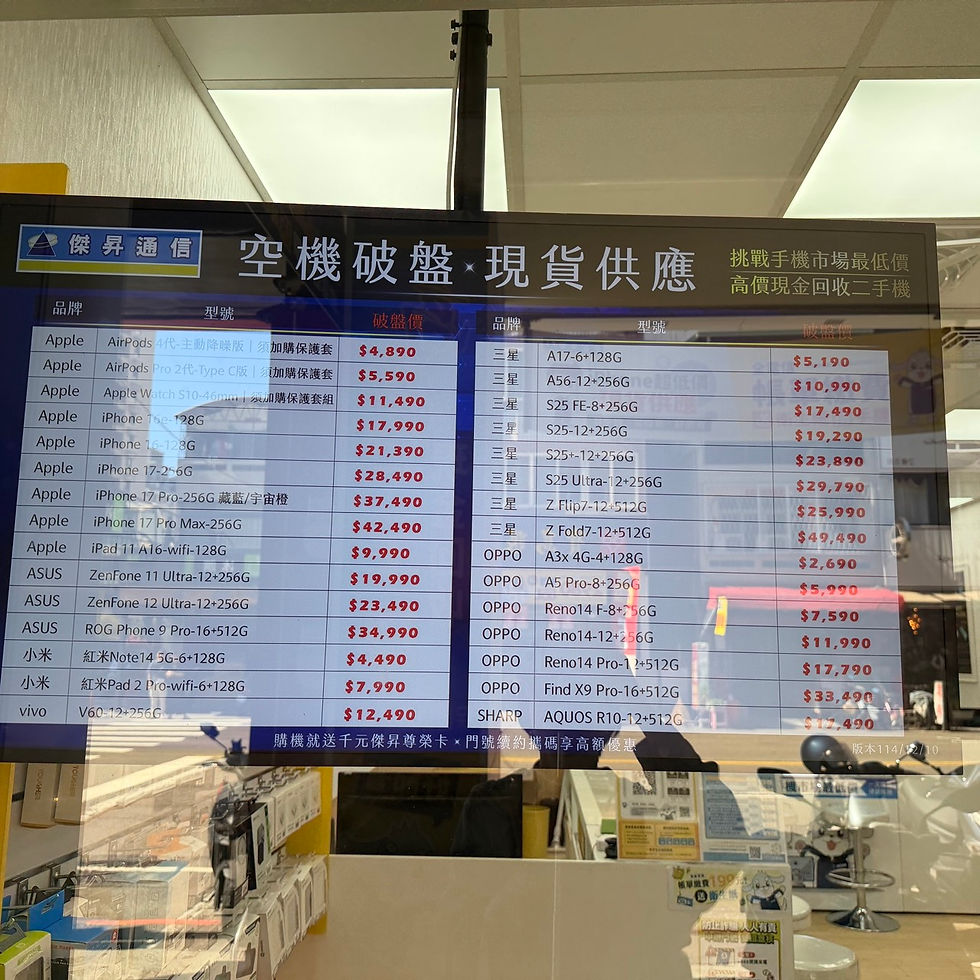 傑昇通信
空機破盤 現貨供應
挑戰手機市場最低價
高價現金回收二手機
品牌 型號 破盤價
Apple AirPods 4代-主動降噪版｜須加購保護套 $4,890
Apple AirPods Pro 2代-Type C版｜須加購保護套 $5,590
Apple Apple Watch S10-46mm｜須加購保護套組 $11,490
Apple iPhone 16e-128G $17,990
Apple iPhone 16-128G $21,390
Apple iPhone 17-256G $28,490
Apple iPhone 17 Pro-256G 藏藍/宇宙橙 $37,490
Apple iPhone 17 Pro Max-256G $42,490
Apple iPad 11 A16-wifi-128G $9,990
ASUS ZenFone 11 Ultra-12+256G $19,990
ASUS ZenFone 12 Ultra-12+256G $23,490
ASUS ROG Phone 9 Pro-16+512G $34,990
小米 紅米Note14 5G-6+128G $4,490
小米 紅米Pad 2 Pro-wifi-6+128G $7,990
vivo V60-12+256G $12,490
品牌 型號 破盤價
三星 A17-6+128G $5,190
三星 A56-12+256G $10,990
三星 S25 FE-8+256G $17,490
三星 S25-12+256G $19,290
三星 S25+-12+256G $23,890
三星 S25 Ultra-12+256G $29,790
三星 Z Flip7-12+512G $25,990
三星 Z Fold7-12+512G $49,490
OPPO A3x 4G-4+128G $2,690
OPPO A5 Pro-8+256G $5,990
OPPO Reno14 F-8+256G $7,590
OPPO Reno14-12+256G $11,990
OPPO Reno14 Pro-12+512G $17,790
OPPO Find X9 Pro-16+512G $33,490
SHARP AQUOS R10-12+512G $17,490
購機就送千元傑昇尊榮卡×門號續約攜碼享高額優惠
版本114/12/10
帳單繳費199元
送衛生紙